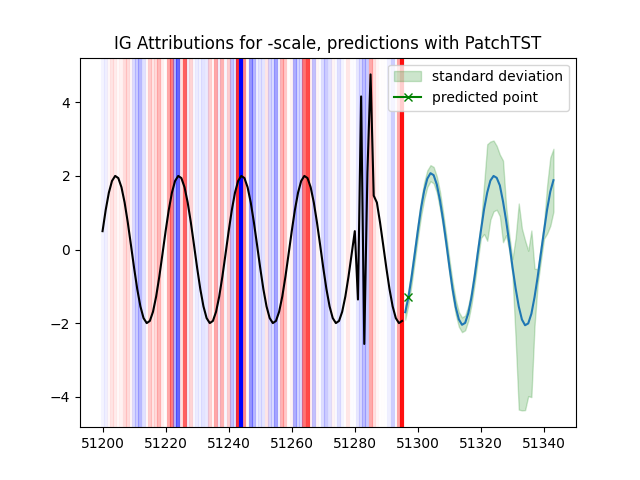 IG Attributions for -scale, predictions with PatchTST
standard deviation
predicted point
4
2
0
−2
−4
51200 51220 51240 51260 51280 51300 51320 51340